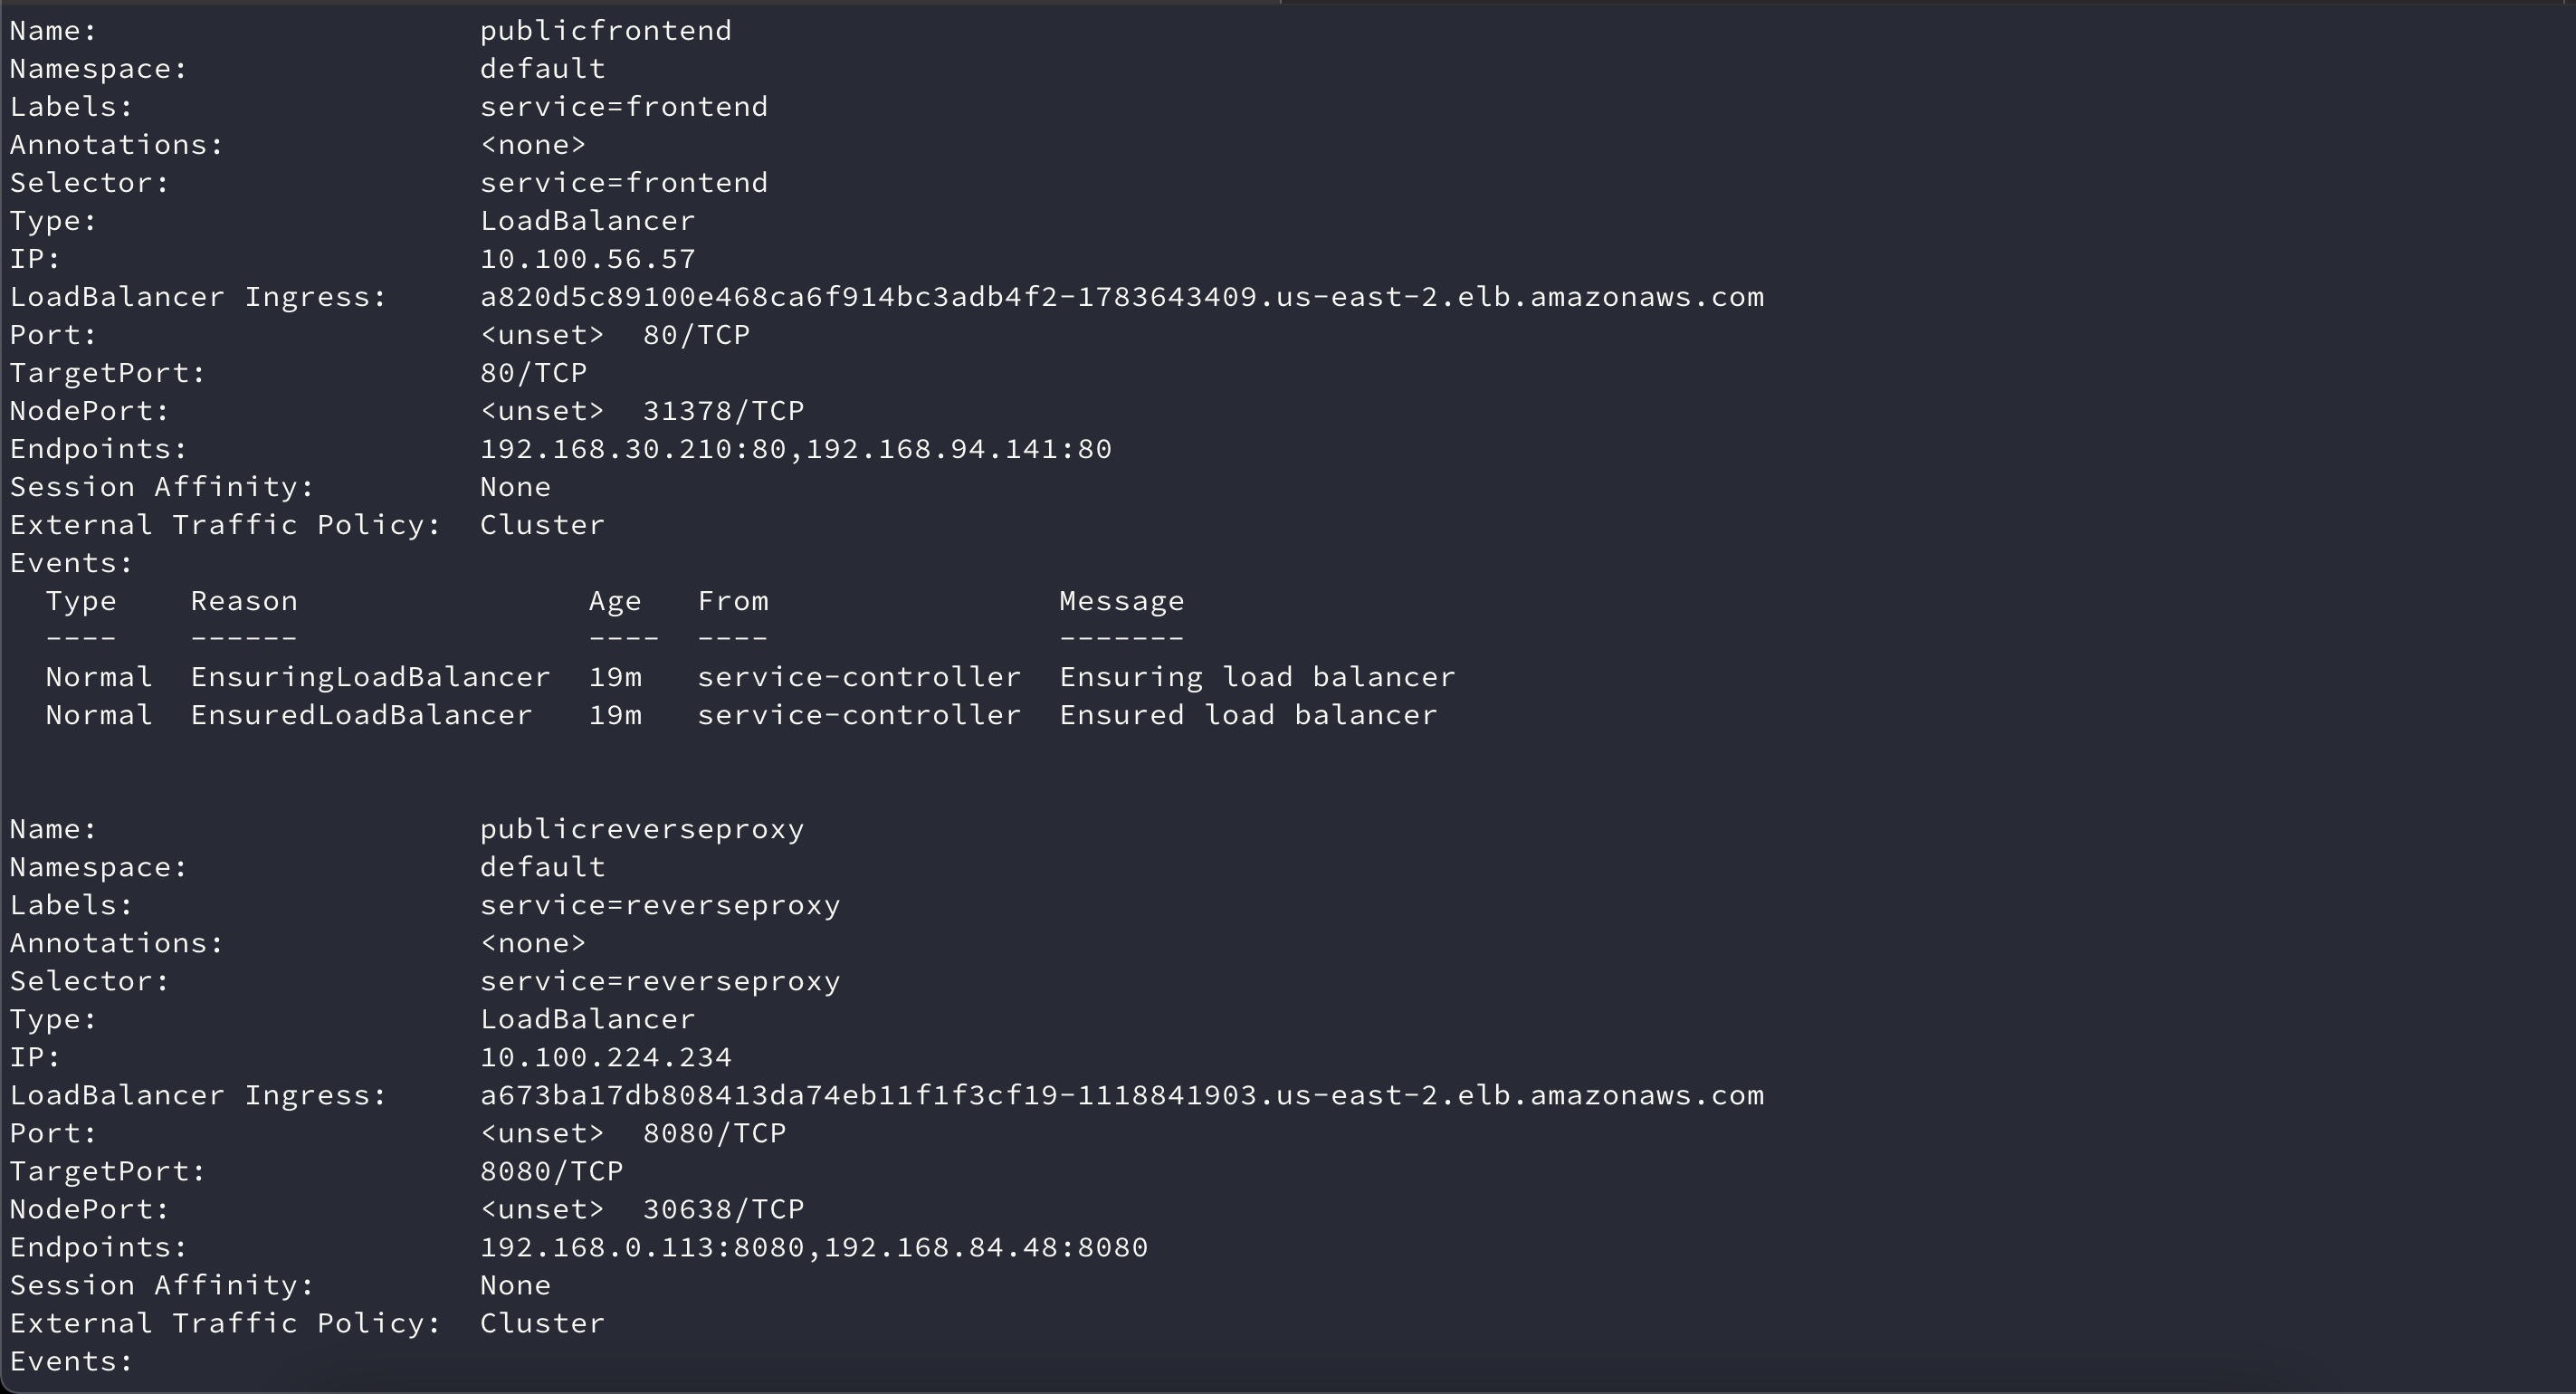 Name:                     publicfrontend
Namespace:                default
Labels:                   service=frontend
Annotations:              <none>
Selector:                 service=frontend
Type:                     LoadBalancer
IP:                       10.100.56.57
LoadBalancer Ingress:     a820d5c89100e468ca6f914bc3adb4f2-1783643409.us-east-2.elb.amazonaws.com
Port:                     <unset>  80/TCP
TargetPort:               80/TCP
NodePort:                 <unset>  31378/TCP
Endpoints:                192.168.30.210:80,192.168.94.141:80
Session Affinity:         None
External Traffic Policy:  Cluster
Events:
  Type    Reason                Age   From                Message
  ----    ------                ----  ----                -------
  Normal  EnsuringLoadBalancer  19m   service-controller  Ensuring load balancer
  Normal  EnsuredLoadBalancer   19m   service-controller  Ensured load balancer
Name:                     publicreverseproxy
Namespace:                default
Labels:                   service=reverseproxy
Annotations:              <none>
Selector:                 service=reverseproxy
Type:                     LoadBalancer
IP:                       10.100.224.234
LoadBalancer Ingress:     a673ba17db808413da74eb11f1f3cf19-1118841903.us-east-2.elb.amazonaws.com
Port:                     <unset>  8080/TCP
TargetPort:               8080/TCP
NodePort:                 <unset>  30638/TCP
Endpoints:                192.168.0.113:8080,192.168.84.48:8080
Session Affinity:         None
External Traffic Policy:  Cluster
Events: